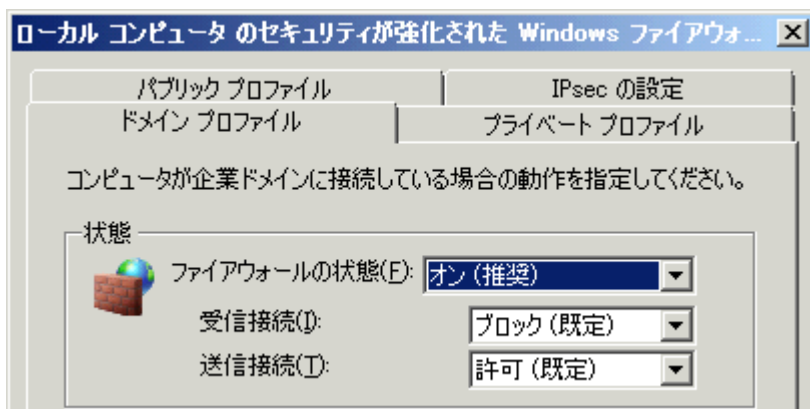 ローカル コンピュータ のセキュリティが強化された Windows ファイアウォ...
パブリック プロファイル
IPsec の設定
ドメイン プロファイル
プライベート プロファイル
コンピュータが企業ドメインに接続している場合の動作を指定してください。
状態
ファイアウォールの状態(F): オン (推奨)
受信接続(I): ブロック (既定)
送信接続(T): 許可 (既定)